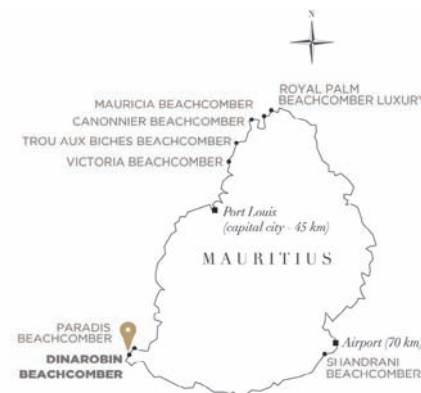 N
ROYAL PALM
BEACHCOMBER LUXURY
MAURICIA BEACHCOMBER
CANONNIER BEACHCOMBER
TROU AUX BICHES BEACHCOMBER
VICTORIA BEACHCOMBER
Port Louis
(capital city - 45 km)
MAURITIUS
PARADIS
BEACHCOMBER
DINAROBIN
BEACHCOMBER
Airport (70 km)
SHANDRANI
BEACHCOMBER